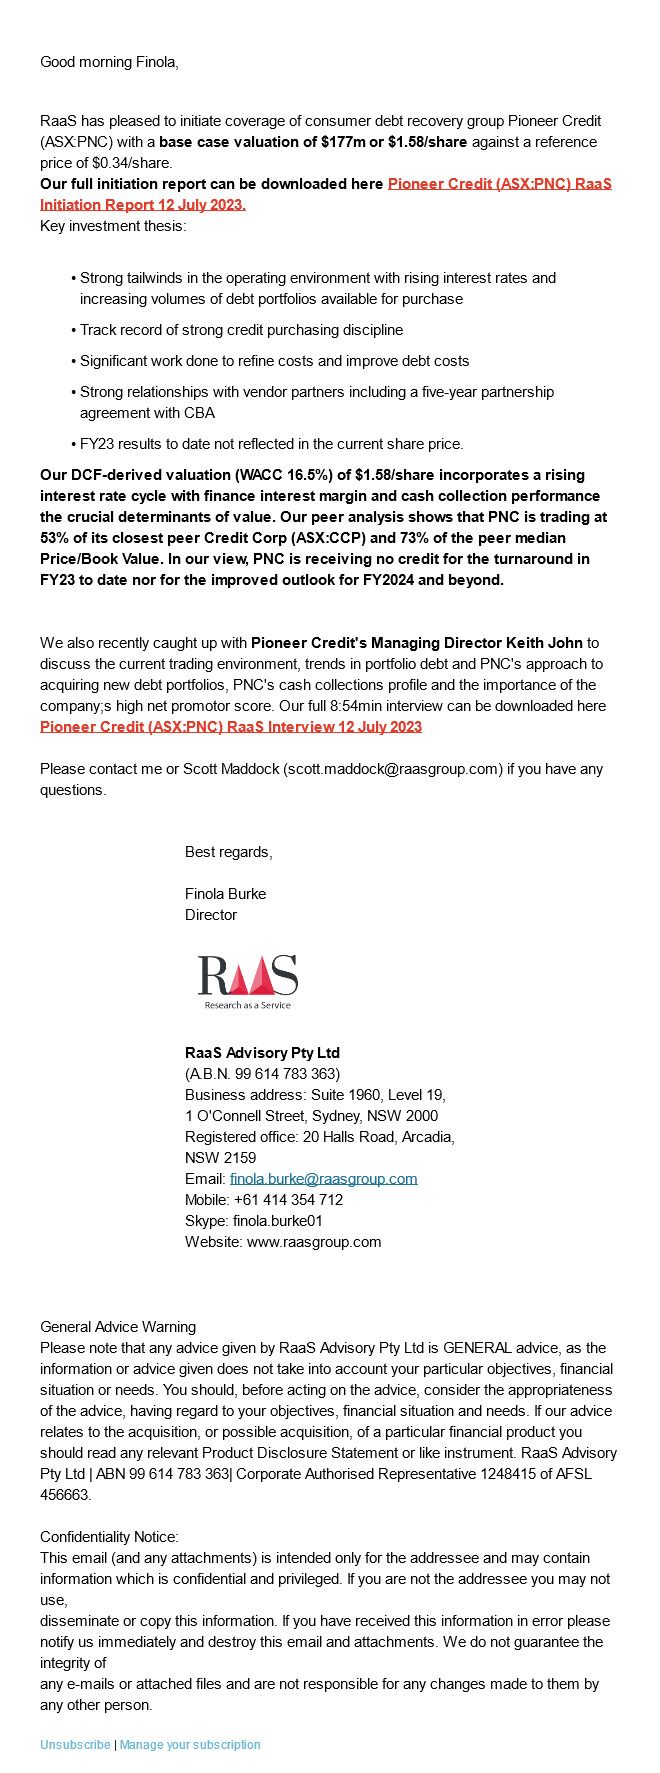 Good morning Finola,
RaaS has pleased to initiate coverage of consumer debt recovery group Pioneer Credit
(ASX:PNC) with a base case valuation of $177m or $1.58/share against a reference
price of $0.34/share.
Our full initiation report can be downloaded here Pioneer Credit (ASX:PNC) RaaS
Initiation Report 12 July 2023.
Key investment thesis:
• Strong tailwinds in the operating environment with rising interest rates and
increasing volumes of debt portfolios available for purchase
• Track record of strong credit purchasing discipline
• Significant work done to refine costs and improve debt costs
• Strong relationships with vendor partners including a five-year partnership
agreement with CBA
• FY23 results to date not reflected in the current share price.
Our DCF-derived valuation (WACC 16.5%) of $1.58/share incorporates a rising
interest rate cycle with finance interest margin and cash collection performance
the crucial determinants of value. Our peer analysis shows that PNC is trading at
53% of its closest peer Credit Corp (ASX:CCP) and 73% of the peer median
Price/Book Value. In our view, PNC is receiving no credit for the turnaround in
FY23 to date nor for the improved outlook for FY2024 and beyond.
We also recently caught up with Pioneer Credit's Managing Director Keith John to
discuss the current trading environment, trends in portfolio debt and PNC's approach to
acquiring new debt portfolios, PNC's cash collections profile and the importance of the
company;s high net promotor score. Our full 8:54min interview can be downloaded here
Pioneer Credit (ASX:PNC) RaaS Interview 12 July 2023
Please contact me or Scott Maddock (scott.maddock@raasgroup.com) if you have any
questions.
Best regards,
Finola Burke
Director
RaaS
Research as a Service
RaaS Advisory Pty Ltd
(A.B.N. 99 614 783 363)
Business address: Suite 1960, Level 19,
1 O'Connell Street, Sydney, NSW 2000
Registered office: 20 Halls Road, Arcadia,
NSW 2159
Email: finola.burke@raasgroup.com
Mobile: +61 414 354 712
Skype: finola.burke01
Website: www.raasgroup.com
General Advice Warning
Please note that any advice given by RaaS Advisory Pty Ltd is GENERAL advice, as the
information or advice given does not take into account your particular objectives, financial
situation or needs. You should, before acting on the advice, consider the appropriateness
of the advice, having regard to your objectives, financial situation and needs. If our advice
relates to the acquisition, or possible acquisition, of a particular financial product you
should read any relevant Product Disclosure Statement or like instrument. RaaS Advisory
Pty Ltd | ABN 99 614 783 363| Corporate Authorised Representative 1248415 of AFSL
456663.
Confidentiality Notice:
This email (and any attachments) is intended only for the addressee and may contain
information which is confidential and privileged. If you are not the addressee you may not
use,
disseminate or copy this information. If you have received this information in error please
notify us immediately and destroy this email and attachments. We do not guarantee the
integrity of
any e-mails or attached files and are not responsible for any changes made to them by
any other person.
Unsubscribe | Manage your subscription